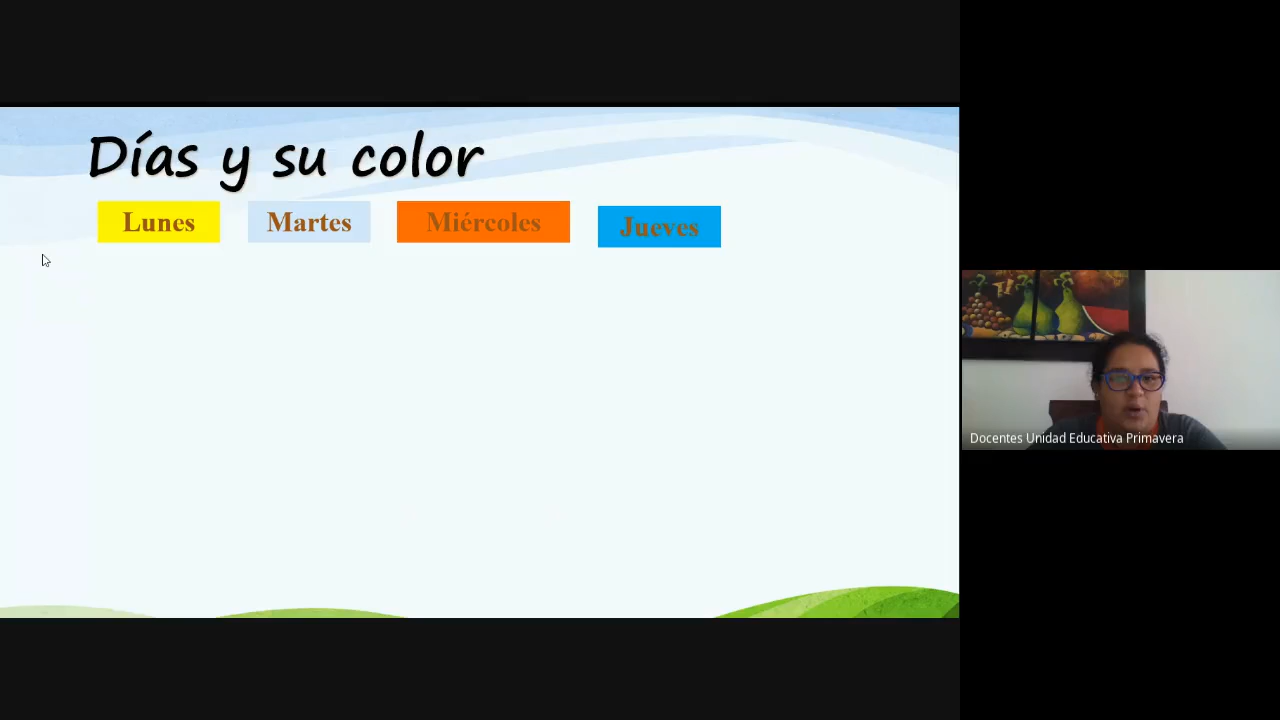 Días y su color
Lunes Martes Miércoles Jueves
Docentes Unidad Educativa Primavera